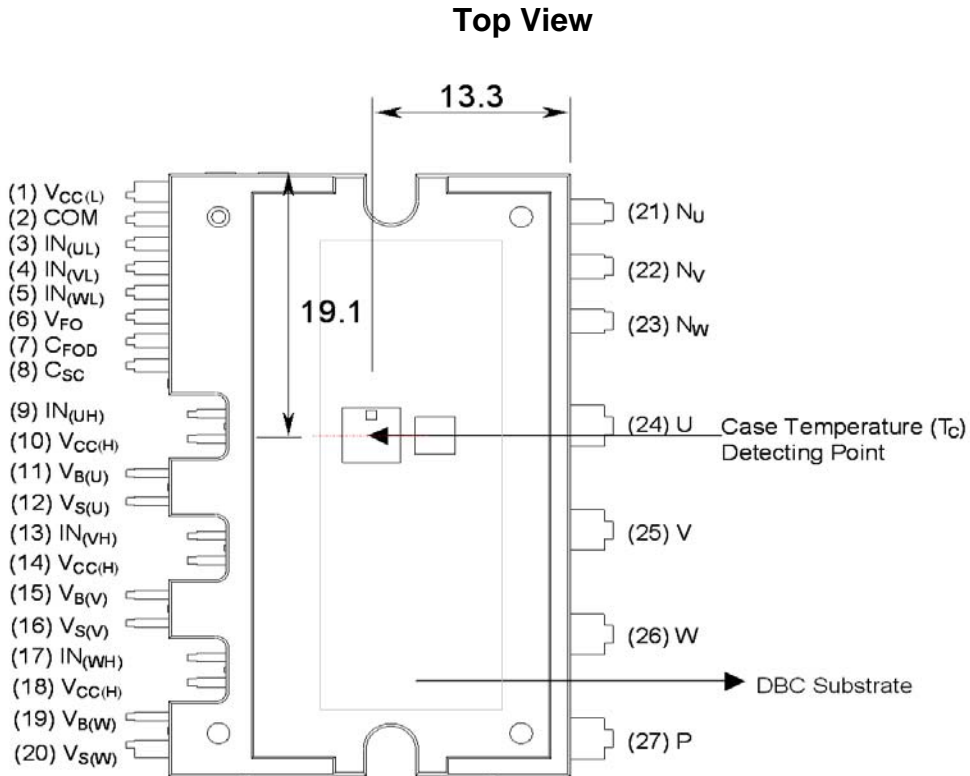 Top View
13.3
19.1
(1) VCC(L)
(2) COM
(3) IN(UL)
(4) IN(VL)
(5) IN(WL)
(6) VFO
(7) CFOD
(8) CSC
(9) IN(UH)
(10) VCC(H)
(11) VB(U)
(12) VS(U)
(13) IN(VH)
(14) VCC(H)
(15) VB(V)
(16) VS(V)
(17) IN(WH)
(18) VCC(H)
(19) VB(W)
(20) VS(W)
(21) NU
(22) NV
(23) NW
(24) U
Case Temperature (TC)
Detecting Point
(25) V
(26) W
DBC Substrate
(27) P